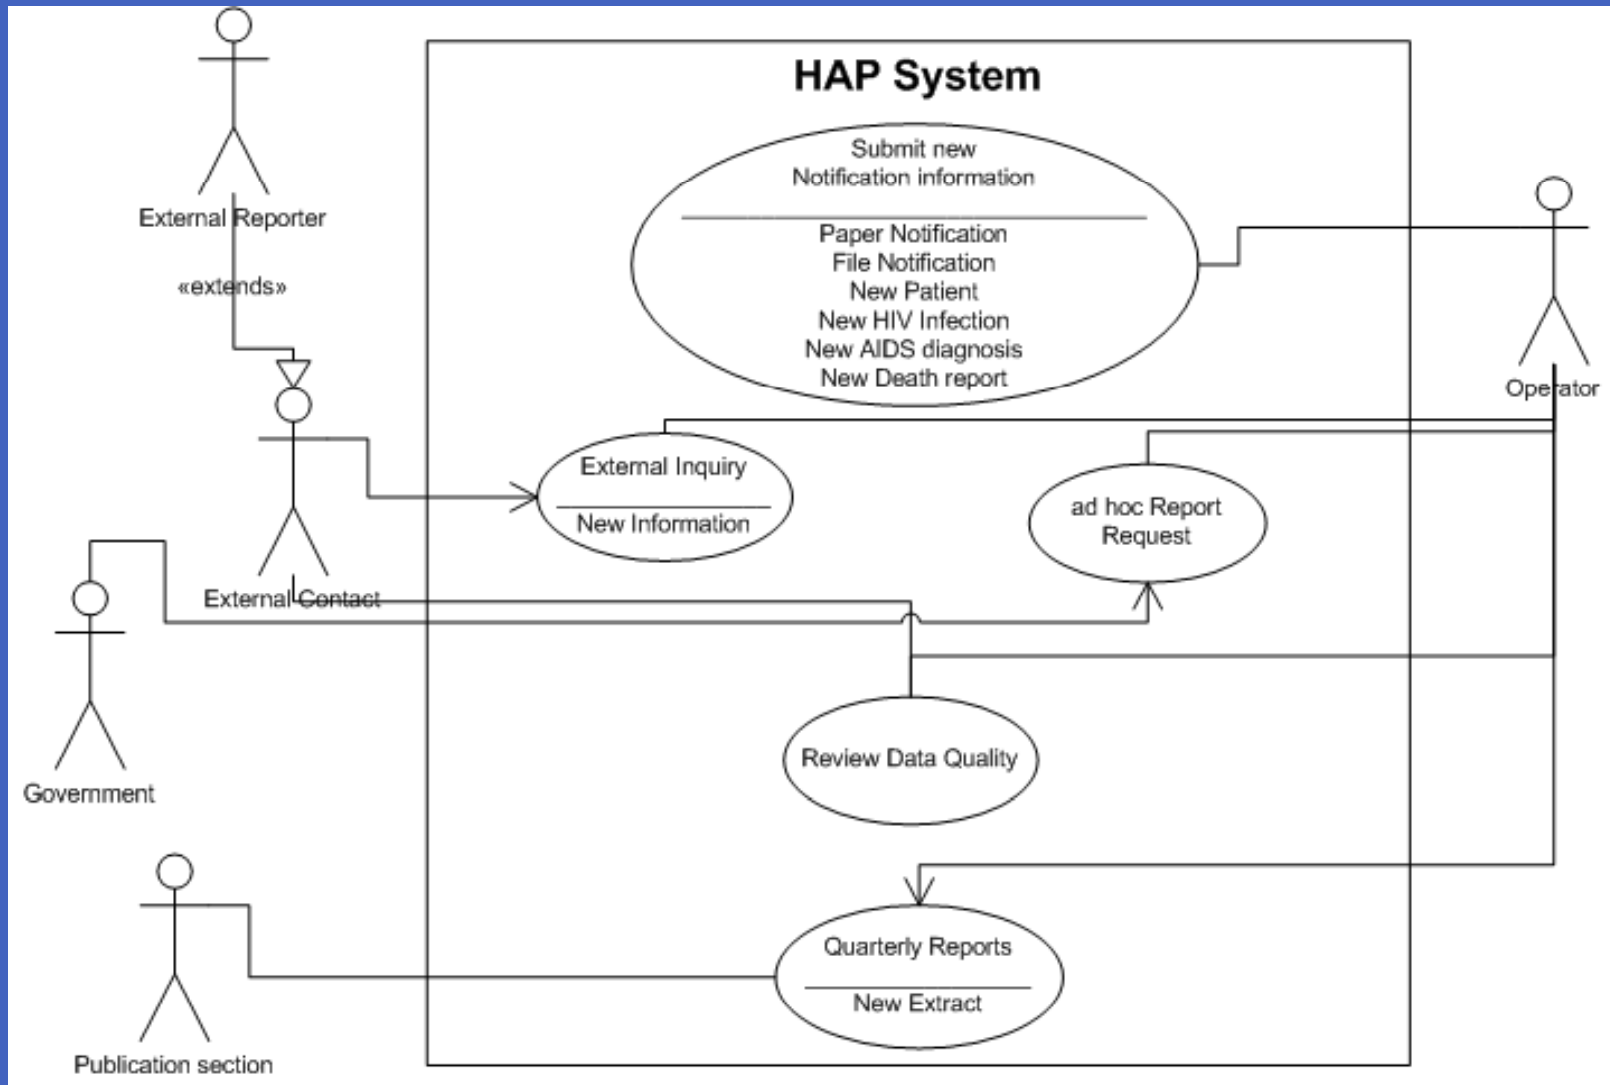 HAP System
Submit new
Notification information
Paper Notification
File Notification
New Patient
New HIV Infection
New AIDS diagnosis
New Death report
External Reporter
«extends»
Operator
External Inquiry
New Information
ad hoc Report
Request
External Contact
Government
Review Data Quality
Quarterly Reports
New Extract
Publication section